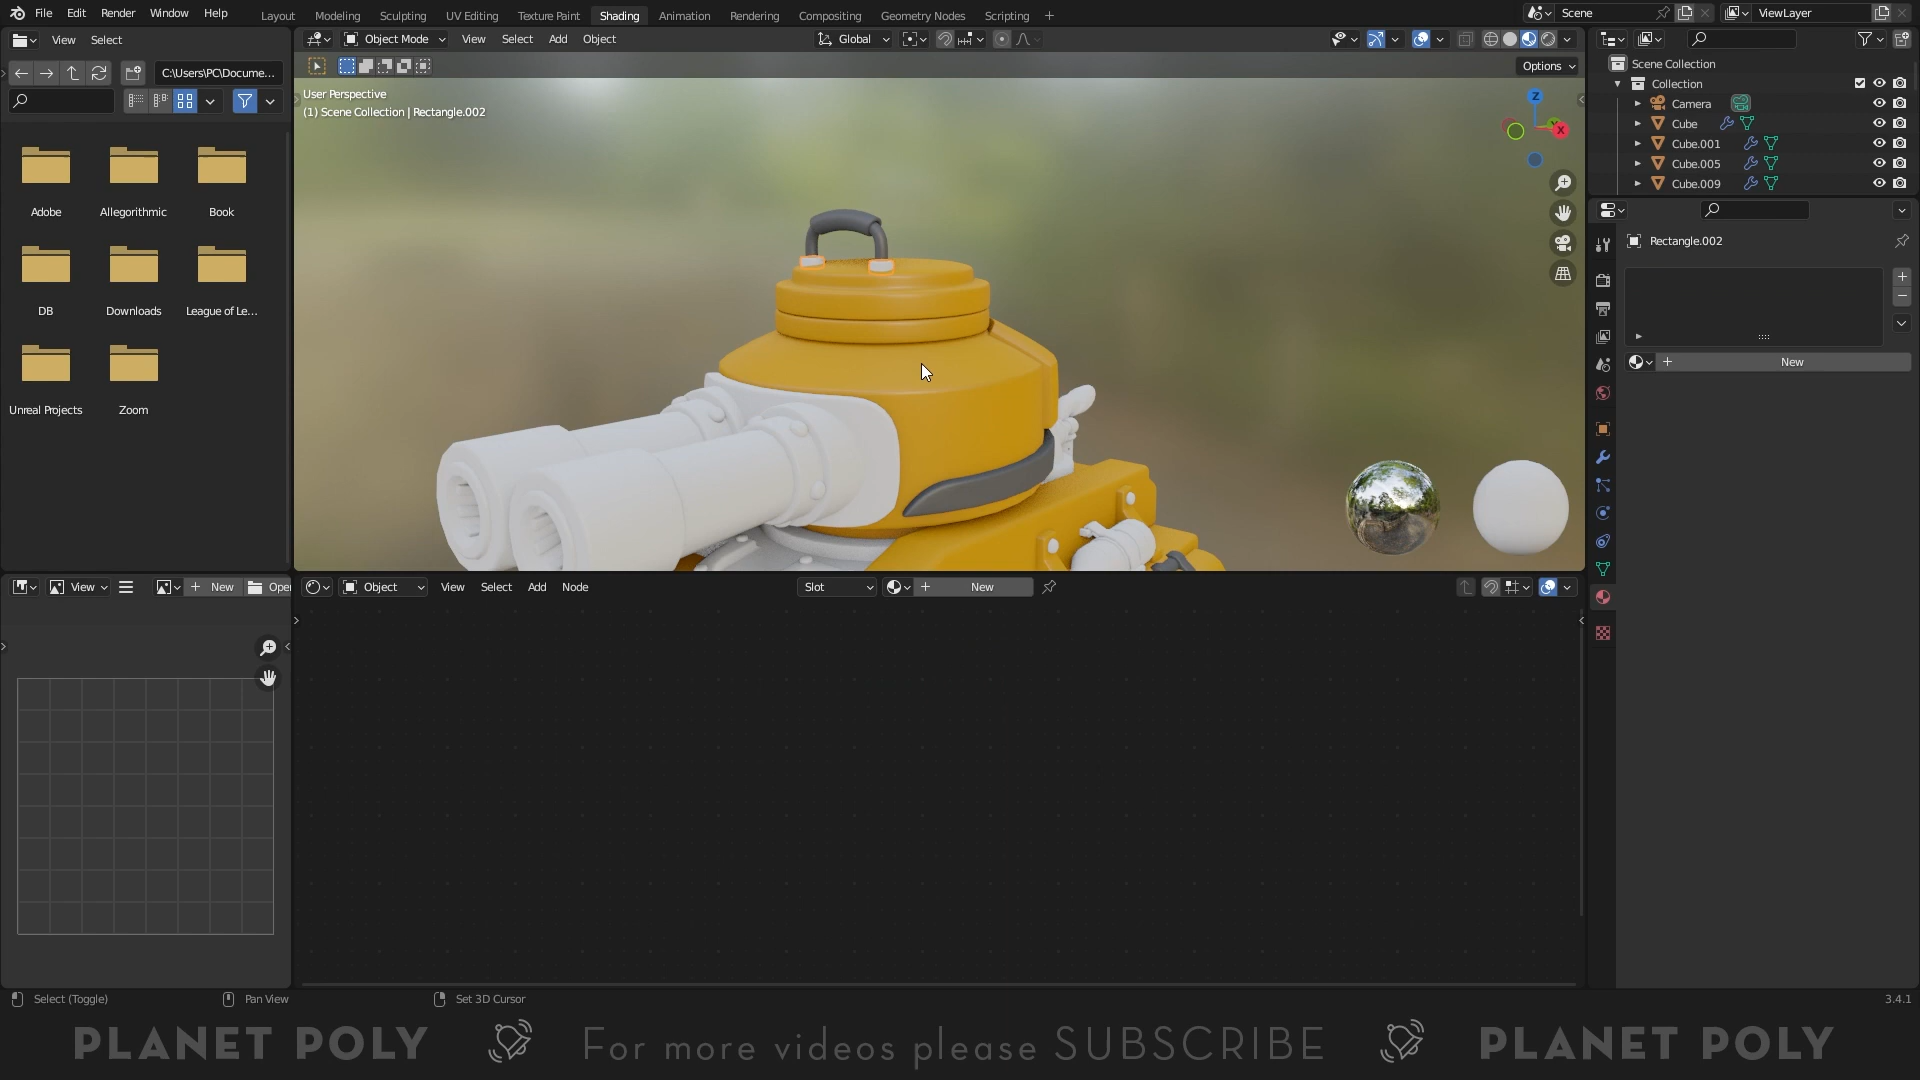 File Edit Render Window Help Layout Modeling Sculpting UV Editing Texture Paint Shading Animation Rendering Compositing Geometry Nodes Scripting + Scene ViewLayer
View Select Object Mode View Select Add Object Global
C:\Users\PC\Docume... Options
Scene Collection
Collection
Camera
Cube
Cube.001
Cube.005
Cube.009
User Perspective
(1) Scene Collection | Rectangle.002
Z
X
Adobe Allegorithmic Book
DB Downloads League of Le...
Unreal Projects Zoom
Rectangle.002
New
View New Ope
Object View Select Add Node Slot New
Select (Toggle) Pan View Set 3D Cursor 3.4.1
PLANET POLY For more videos please SUBSCRIBE PLANET POLY